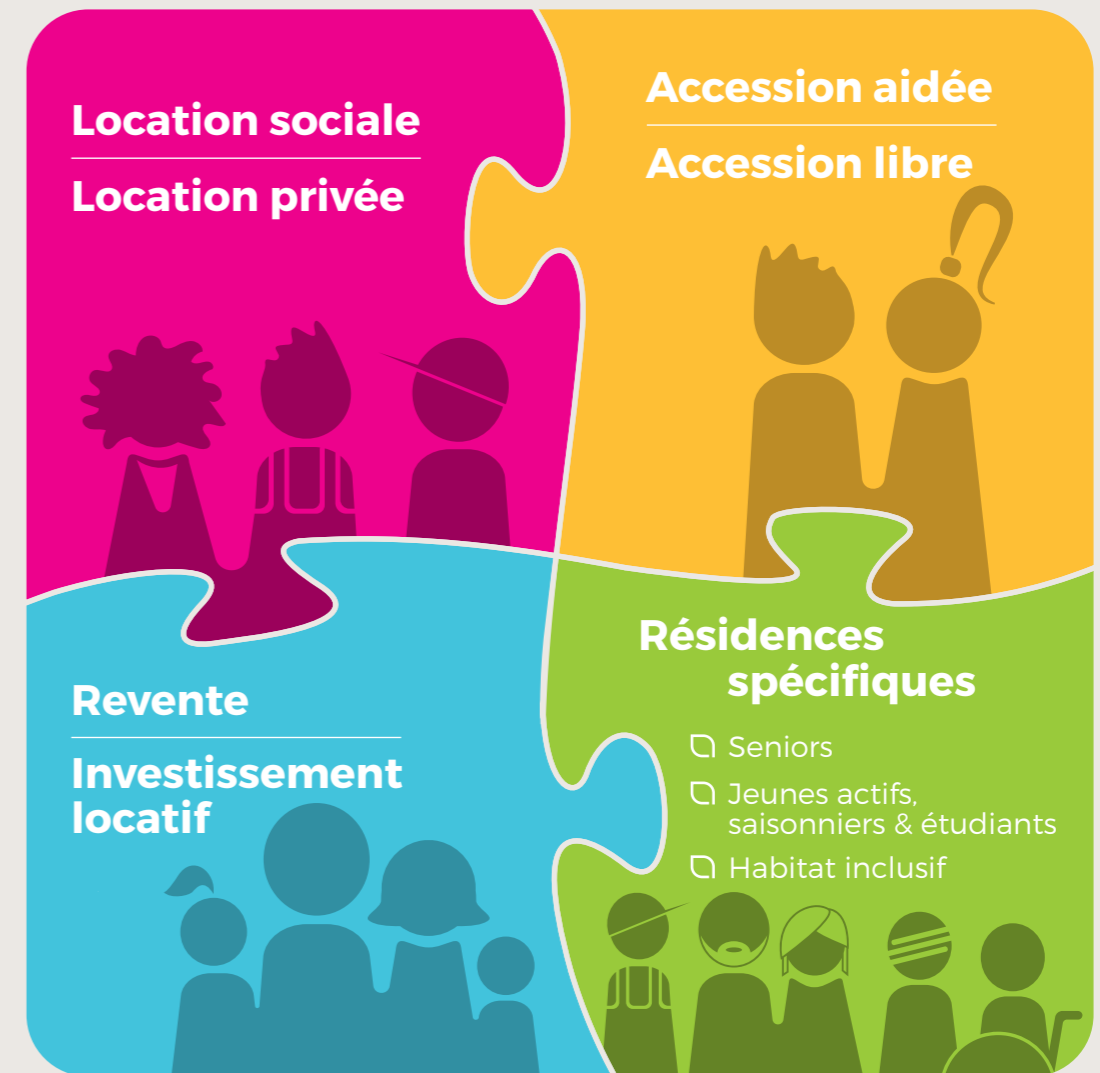 Location sociale
Location privée
Accession aidée
Accession libre
Revente
Investissement
locatif
Résidences
spécifiques
Seniors
Jeunes actifs,
saisonniers & étudiants
Habitat inclusif